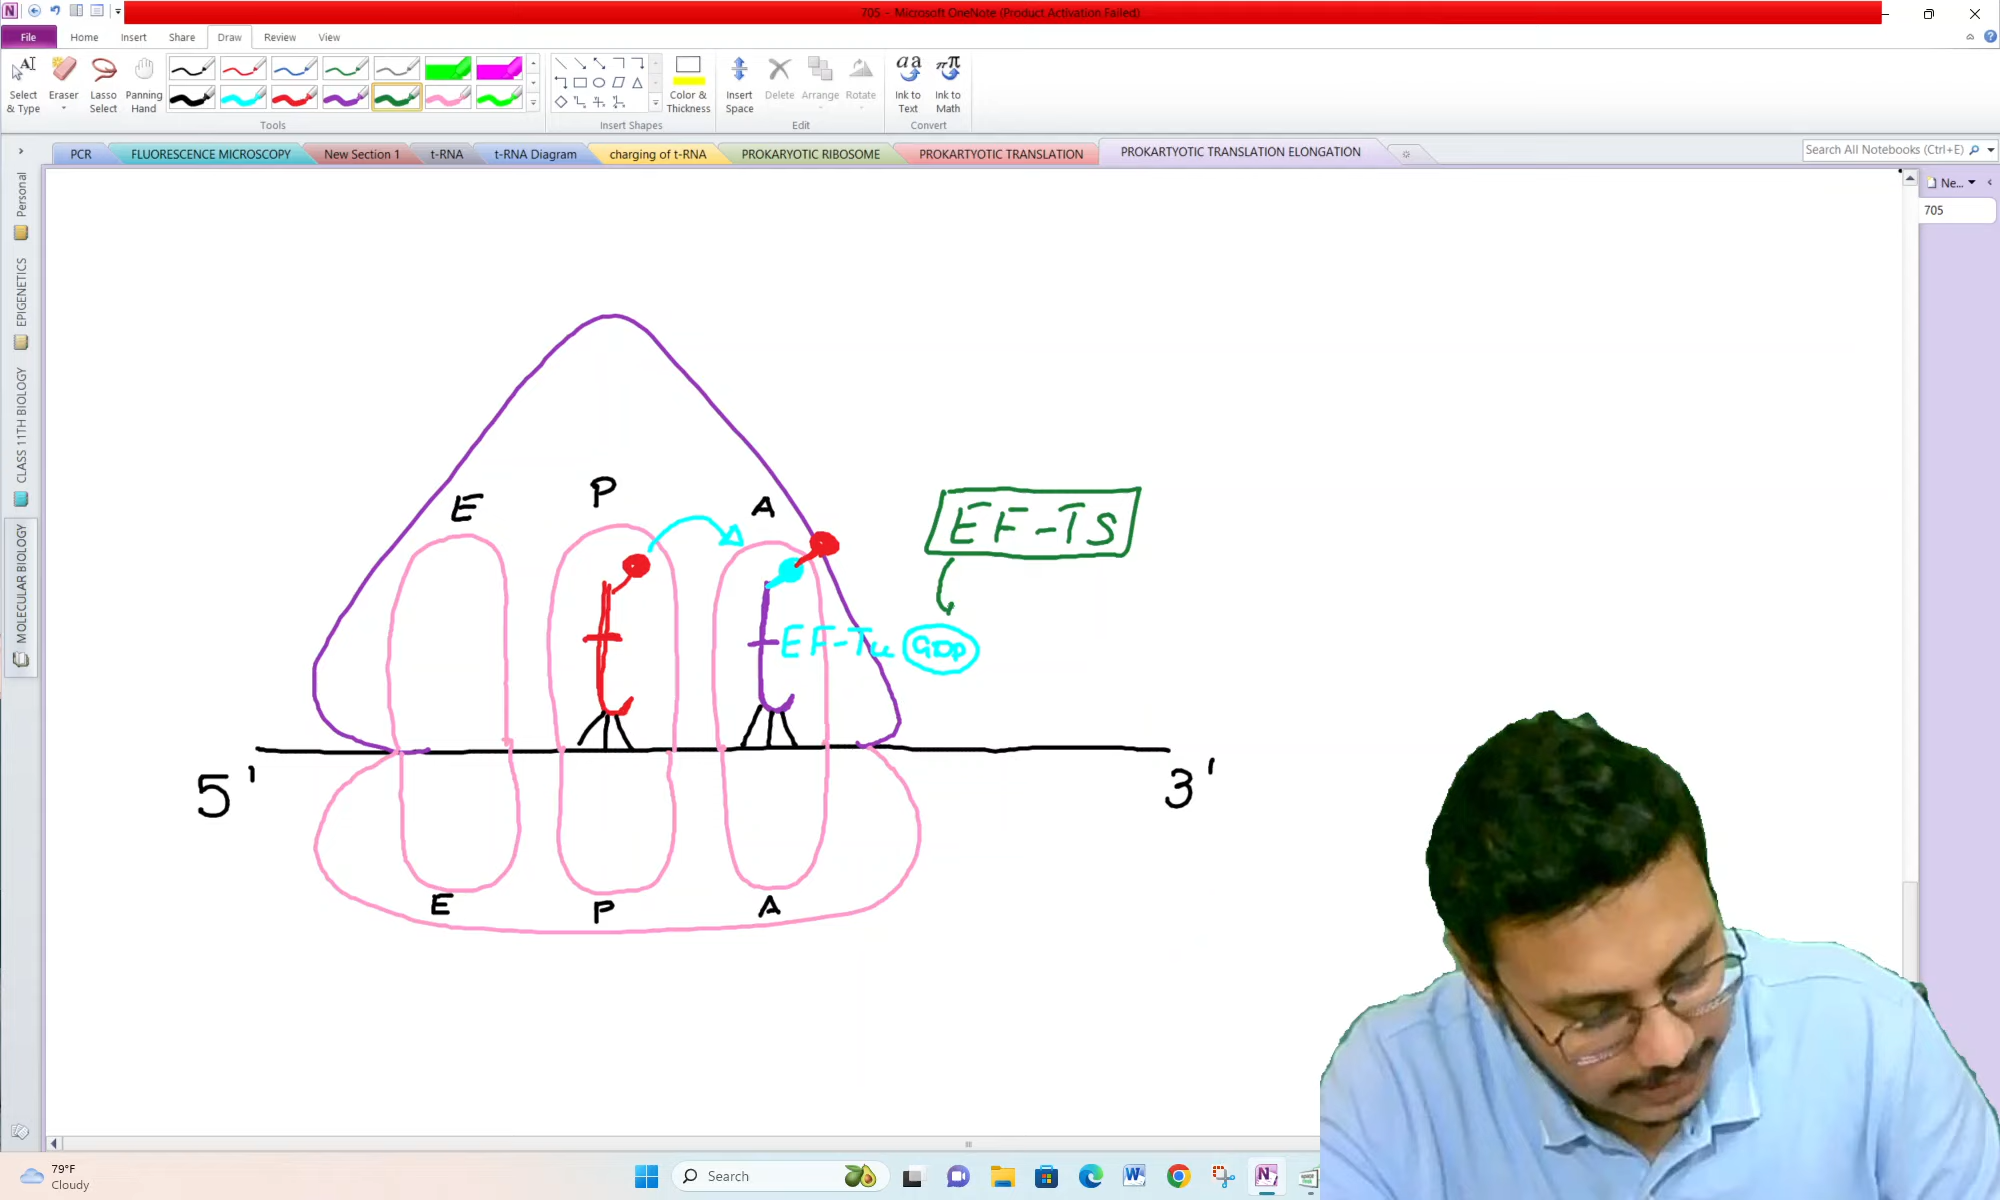 705 - Microsoft OneNote (Product Activation Failed)
File Home Insert Share Draw Review View
Select & Type
Eraser
Lasso Select
Panning Hand
Color & Thickness
Insert Space
Delete
Arrange
Rotate
Ink to Text
Ink to Math
Tools
Insert Shapes
Edit
Convert
PCR
FLUORESCENCE MICROSCOPY
New Section 1
t-RNA
t-RNA Diagram
charging of t-RNA
PROKARYOTIC RIBOSOME
PROKARTYOTIC TRANSLATION
PROKARTYOTIC TRANSLATION ELONGATION
Search All Notebooks (Ctrl+E)
Ne...
705
Personal
EPIGENETICS
CLASS 11TH BIOLOGY
MOLECULAR BIOLOGY
E P A
EF-TS
EF-Tu GDP
5' 3'
E P A
79°F
Cloudy
Search